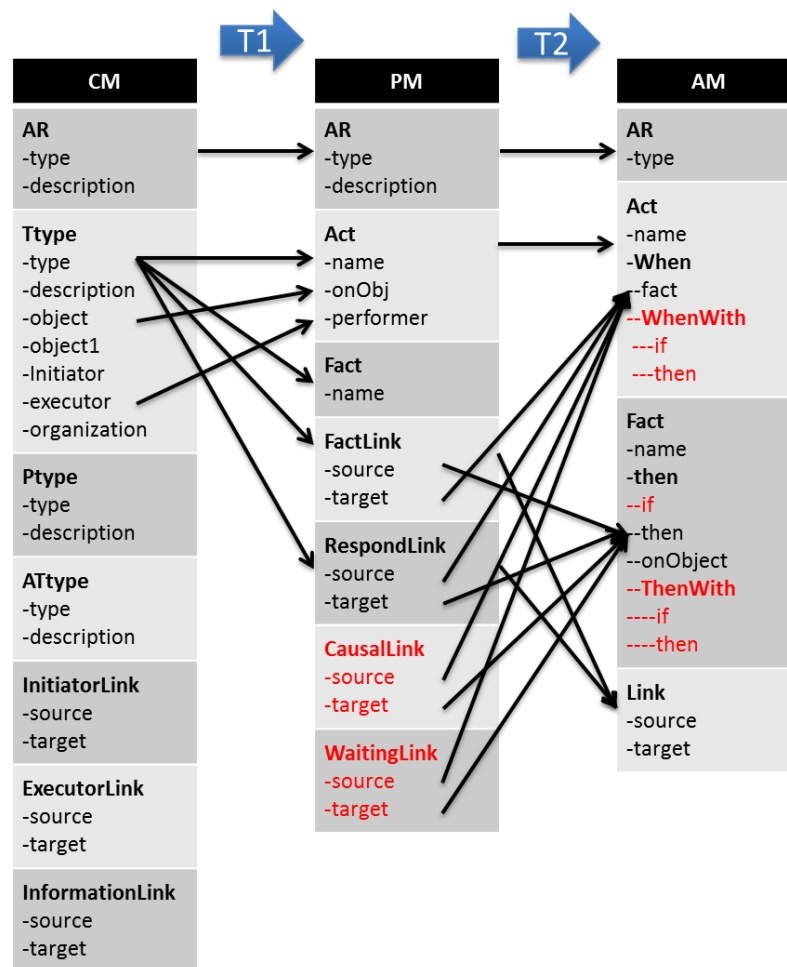 T1
T2
CM
AR
-type
-description
Ttype
-type
-description
-object
-object1
-Initiator
-executor
-organization
Ptype
-type
-description
ATtype
-type
-description
InitiatorLink
-source
-target
ExecutorLink
-source
-target
InformationLink
-source
-target
PM
AR
-type
-description
Act
-name
-onObj
-performer
Fact
-name
FactLink
-source
-target
RespondLink
-source
-target
CausalLink
-source
-target
WaitingLink
-source
-target
AM
AR
-type
Act
-name
-When
--fact
--WhenWith
---if
---then
Fact
-name
-then
--if
--then
--onObject
--ThenWith
----if
----then
Link
-source
-target